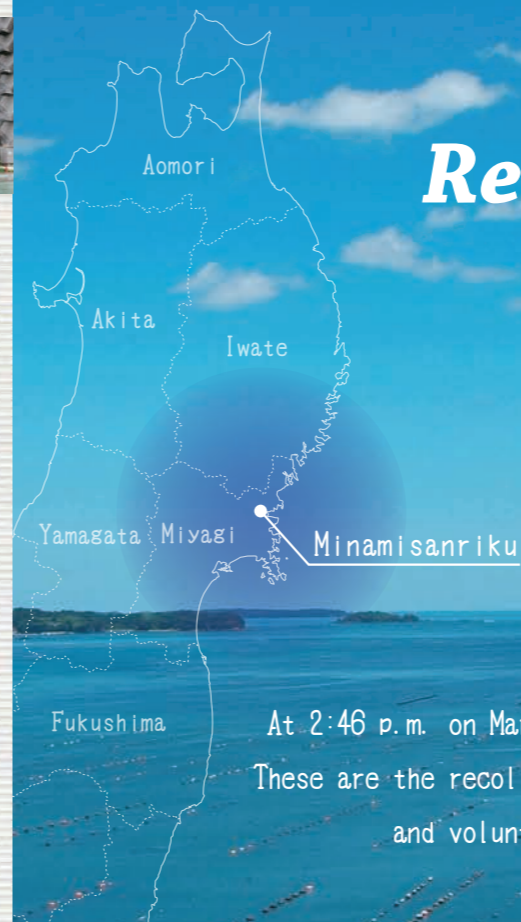 Aomori
Re
Akita
Iwate
Yamagata
Miyagi
Minamisanriku
Fukushima
At 2:46 p.m. on Ma
These are the recol
and volun